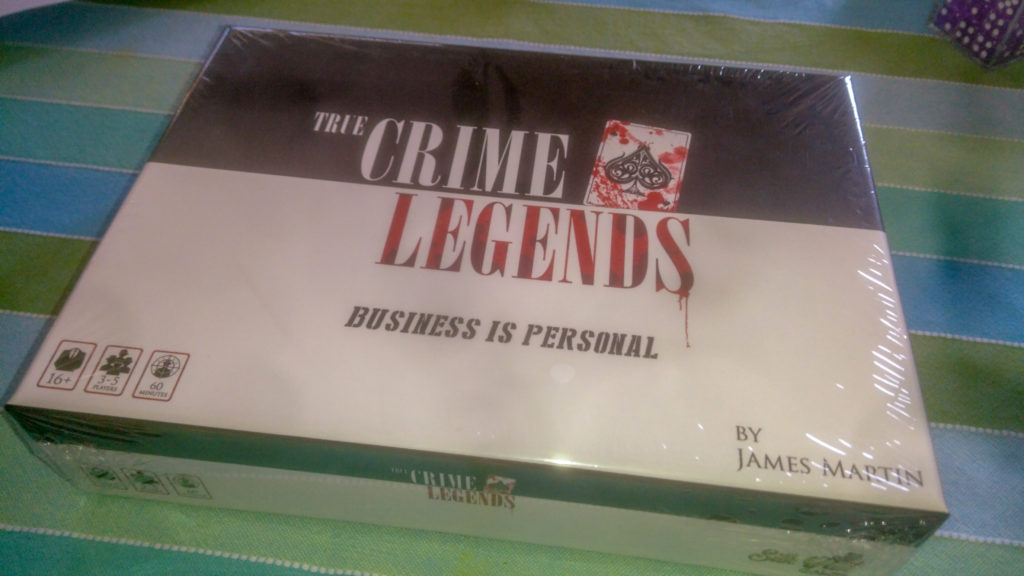 TRUE
CRIME
LEGENDS
BUSINESS IS PERSONAL
16+
3-5
PLAYERS
60
MINUTES
BY
JAMES MARTIN
TRUE
CRIME
LEGENDS